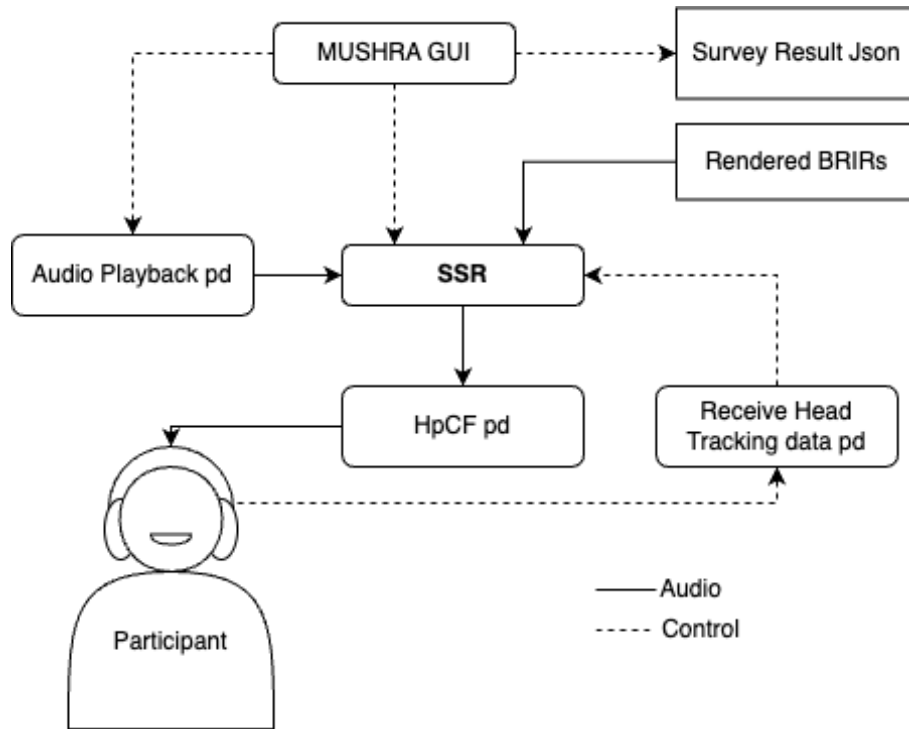 MUSHRA GUI
Survey Result Json
Rendered BRIRs
Audio Playback pd
SSR
HpCF pd
Receive Head
Tracking data pd
Participant
Audio
Control